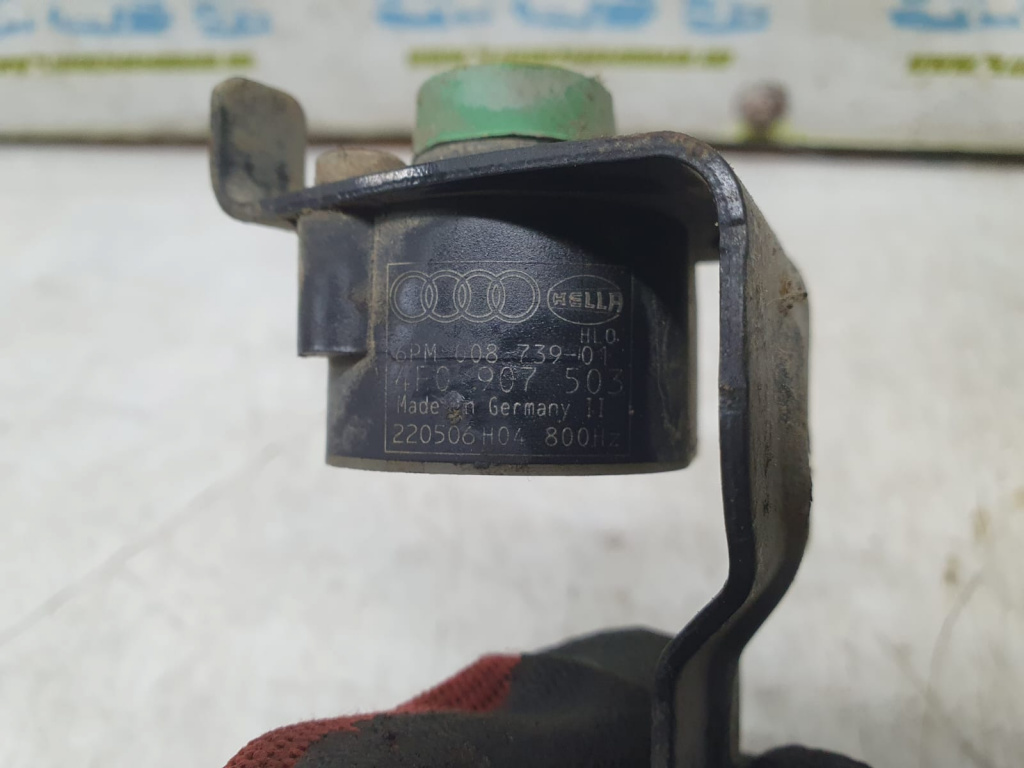 HELLA
HLO
6PM 008 739-01
4F0 907 503
Made in Germany II
220506 H04 800Hz